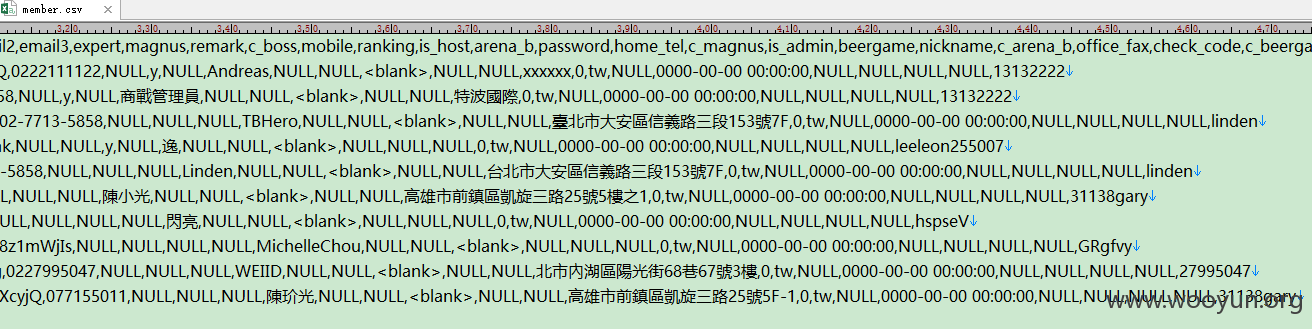 member.csv
3,20 3,30 3,40 3,50 3,60 3,70 3,80 3,90 4,00 4,10 4,20 4,30 4,40 4,50 4,60 4,70
il2,email3,expert,magnus,remark,c_boss,mobile,ranking,is_host,arena_b,password,home_tel,c_magnus,is_admin,beergame,nickname,c_arena_b,office_fax,check_code,c_beerga
Q,0222111122,NULL,y,NULL,Andreas,NULL,NULL,<blank>,NULL,NULL,xxxxxx,0,tw,NULL,0000-00-00 00:00:00,NULL,NULL,NULL,NULL,13132222↓
58,NULL,y,NULL,商戰管理員,NULL,NULL,<blank>,NULL,NULL,特波國際,0,tw,NULL,0000-00-00 00:00:00,NULL,NULL,NULL,NULL,13132222↓
02-7713-5858,NULL,NULL,NULL,TBHero,NULL,NULL,<blank>,NULL,NULL,臺北市大安區信義路三段153號7F,0,tw,NULL,0000-00-00 00:00:00,NULL,NULL,NULL,NULL,linden↓
k,NULL,NULL,y,NULL,逸,NULL,NULL,<blank>,NULL,NULL,NULL,0,tw,NULL,0000-00-00 00:00:00,NULL,NULL,NULL,NULL,leeleon255007↓
-5858,NULL,NULL,NULL,Linden,NULL,NULL,<blank>,NULL,NULL,台北市大安區信義路三段153號7F,0,tw,NULL,0000-00-00 00:00:00,NULL,NULL,NULL,NULL,linden↓
L,NULL,NULL,陳小光,NULL,NULL,<blank>,NULL,NULL,高雄市前鎮區凱旋三路25號5樓之1,0,tw,NULL,0000-00-00 00:00:00,NULL,NULL,NULL,NULL,31138gary↓
NULL,NULL,NULL,NULL,閃亮,NULL,NULL,<blank>,NULL,NULL,NULL,0,tw,NULL,0000-00-00 00:00:00,NULL,NULL,NULL,NULL,hspseV↓
8z1mWjIs,NULL,NULL,NULL,NULL,MichelleChou,NULL,NULL,<blank>,NULL,NULL,NULL,0,tw,NULL,0000-00-00 00:00:00,NULL,NULL,NULL,NULL,GRgfvy↓
,0227995047,NULL,NULL,NULL,WEIID,NULL,NULL,<blank>,NULL,NULL,北市內湖區陽光街68巷67號3樓,0,tw,NULL,0000-00-00 00:00:00,NULL,NULL,NULL,NULL,27995047↓
XcyjQ,077155011,NULL,NULL,NULL,陳玠光,NULL,NULL,<blank>,NULL,NULL,高雄市前鎮區凱旋三路25號5F-1,0,tw,NULL,0000-00-00 00:00:00,NULL,NULL,NULL,NULL,31138gary↓
www.wooyun.org